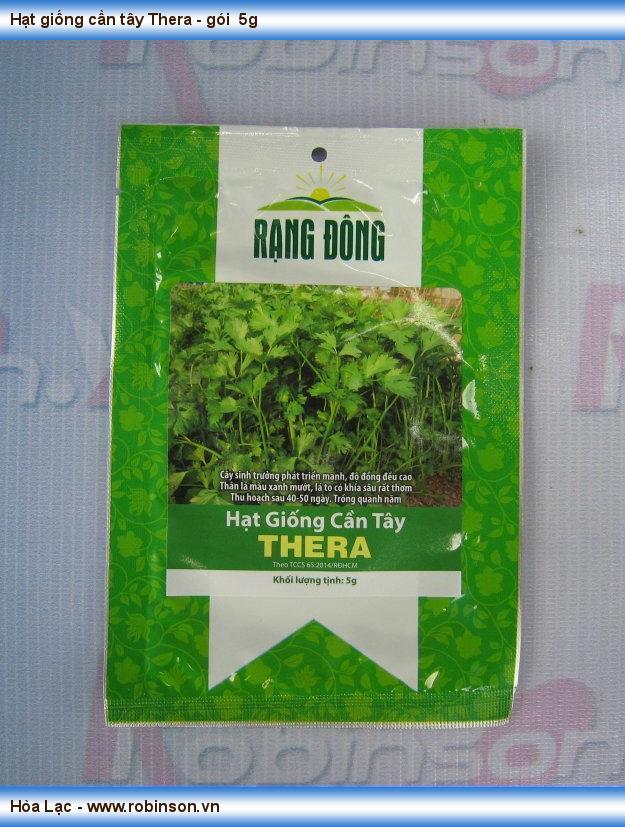 Hạt giống cần tây Thera - gói 5g
Robinson
RẠNG ĐÔNG
Cây sinh trưởng phát triển mạnh, độ đồng đều cao
Thân lá màu xanh mướt, lá to có khía sâu rất thơm
Thu hoạch sau 40-50 ngày. Trồng quanh năm
Hạt Giống Cần Tây
THERA
Theo TCCS 65:2014/RĐHCM
Khối lượng tịnh: 5g
Robinson
Hòa Lạc - www.robinson.vn